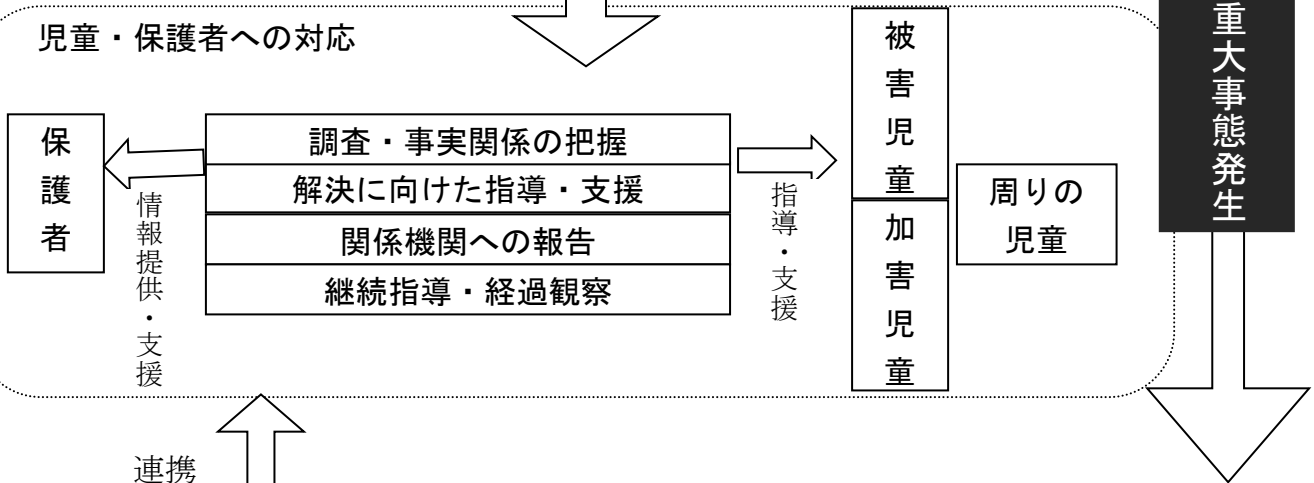 児童・保護者への対応
保護者
情報提供・支援
調査・事実関係の把握
解決に向けた指導・支援
関係機関への報告
継続指導・経過観察
指導・支援
被害児童
加害児童
周りの
児童
重大事態発生
連携